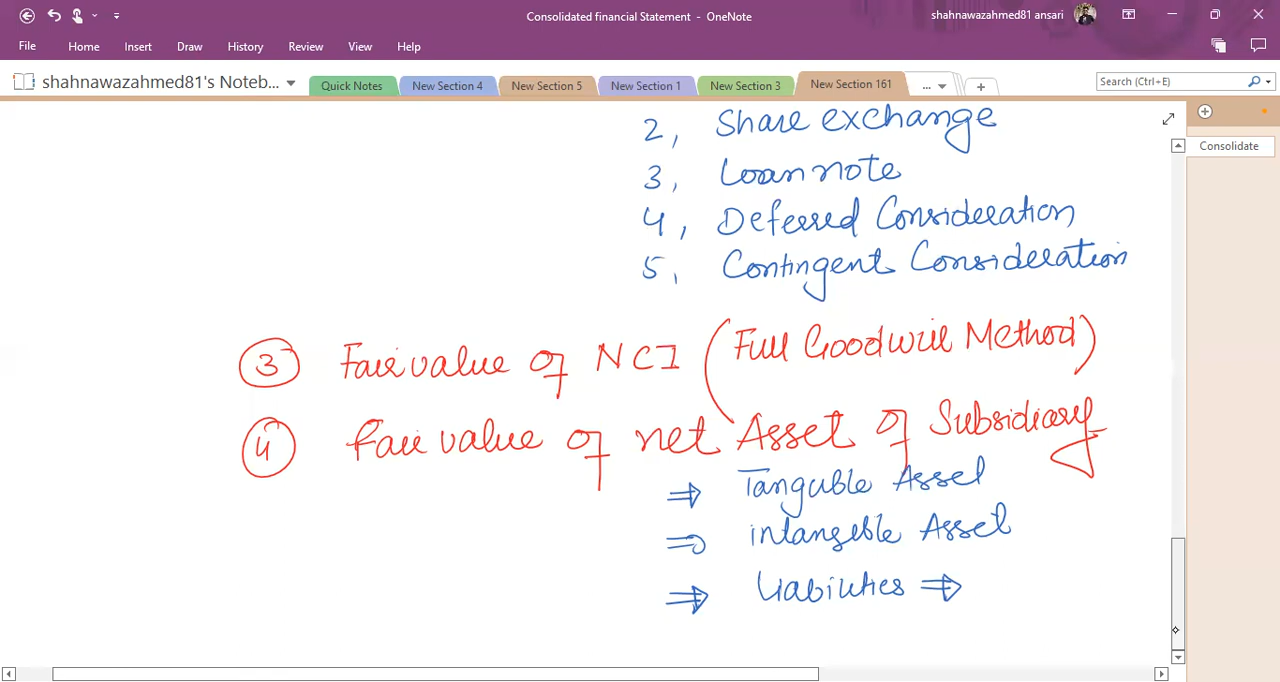 Consolidated financial Statement - OneNote
shahnawazahmed81 ansari
File Home Insert Draw History Review View Help
shahnawazahmed81's Noteb...
Quick Notes New Section 4 New Section 5 New Section 1 New Section 3 New Section 161 ...
Search (Ctrl+E)
Consolidate
2, Share exchange
3, Loan note
4, Deferred Consideration
5, Contingent Consideration
3 Fair value of NCI (Full Goodwill Method)
4 Fair value of net Asset of Subsidiary
⇒ Tangible Asset
⇒ intangible Asset
⇒ Liabilities ⇒